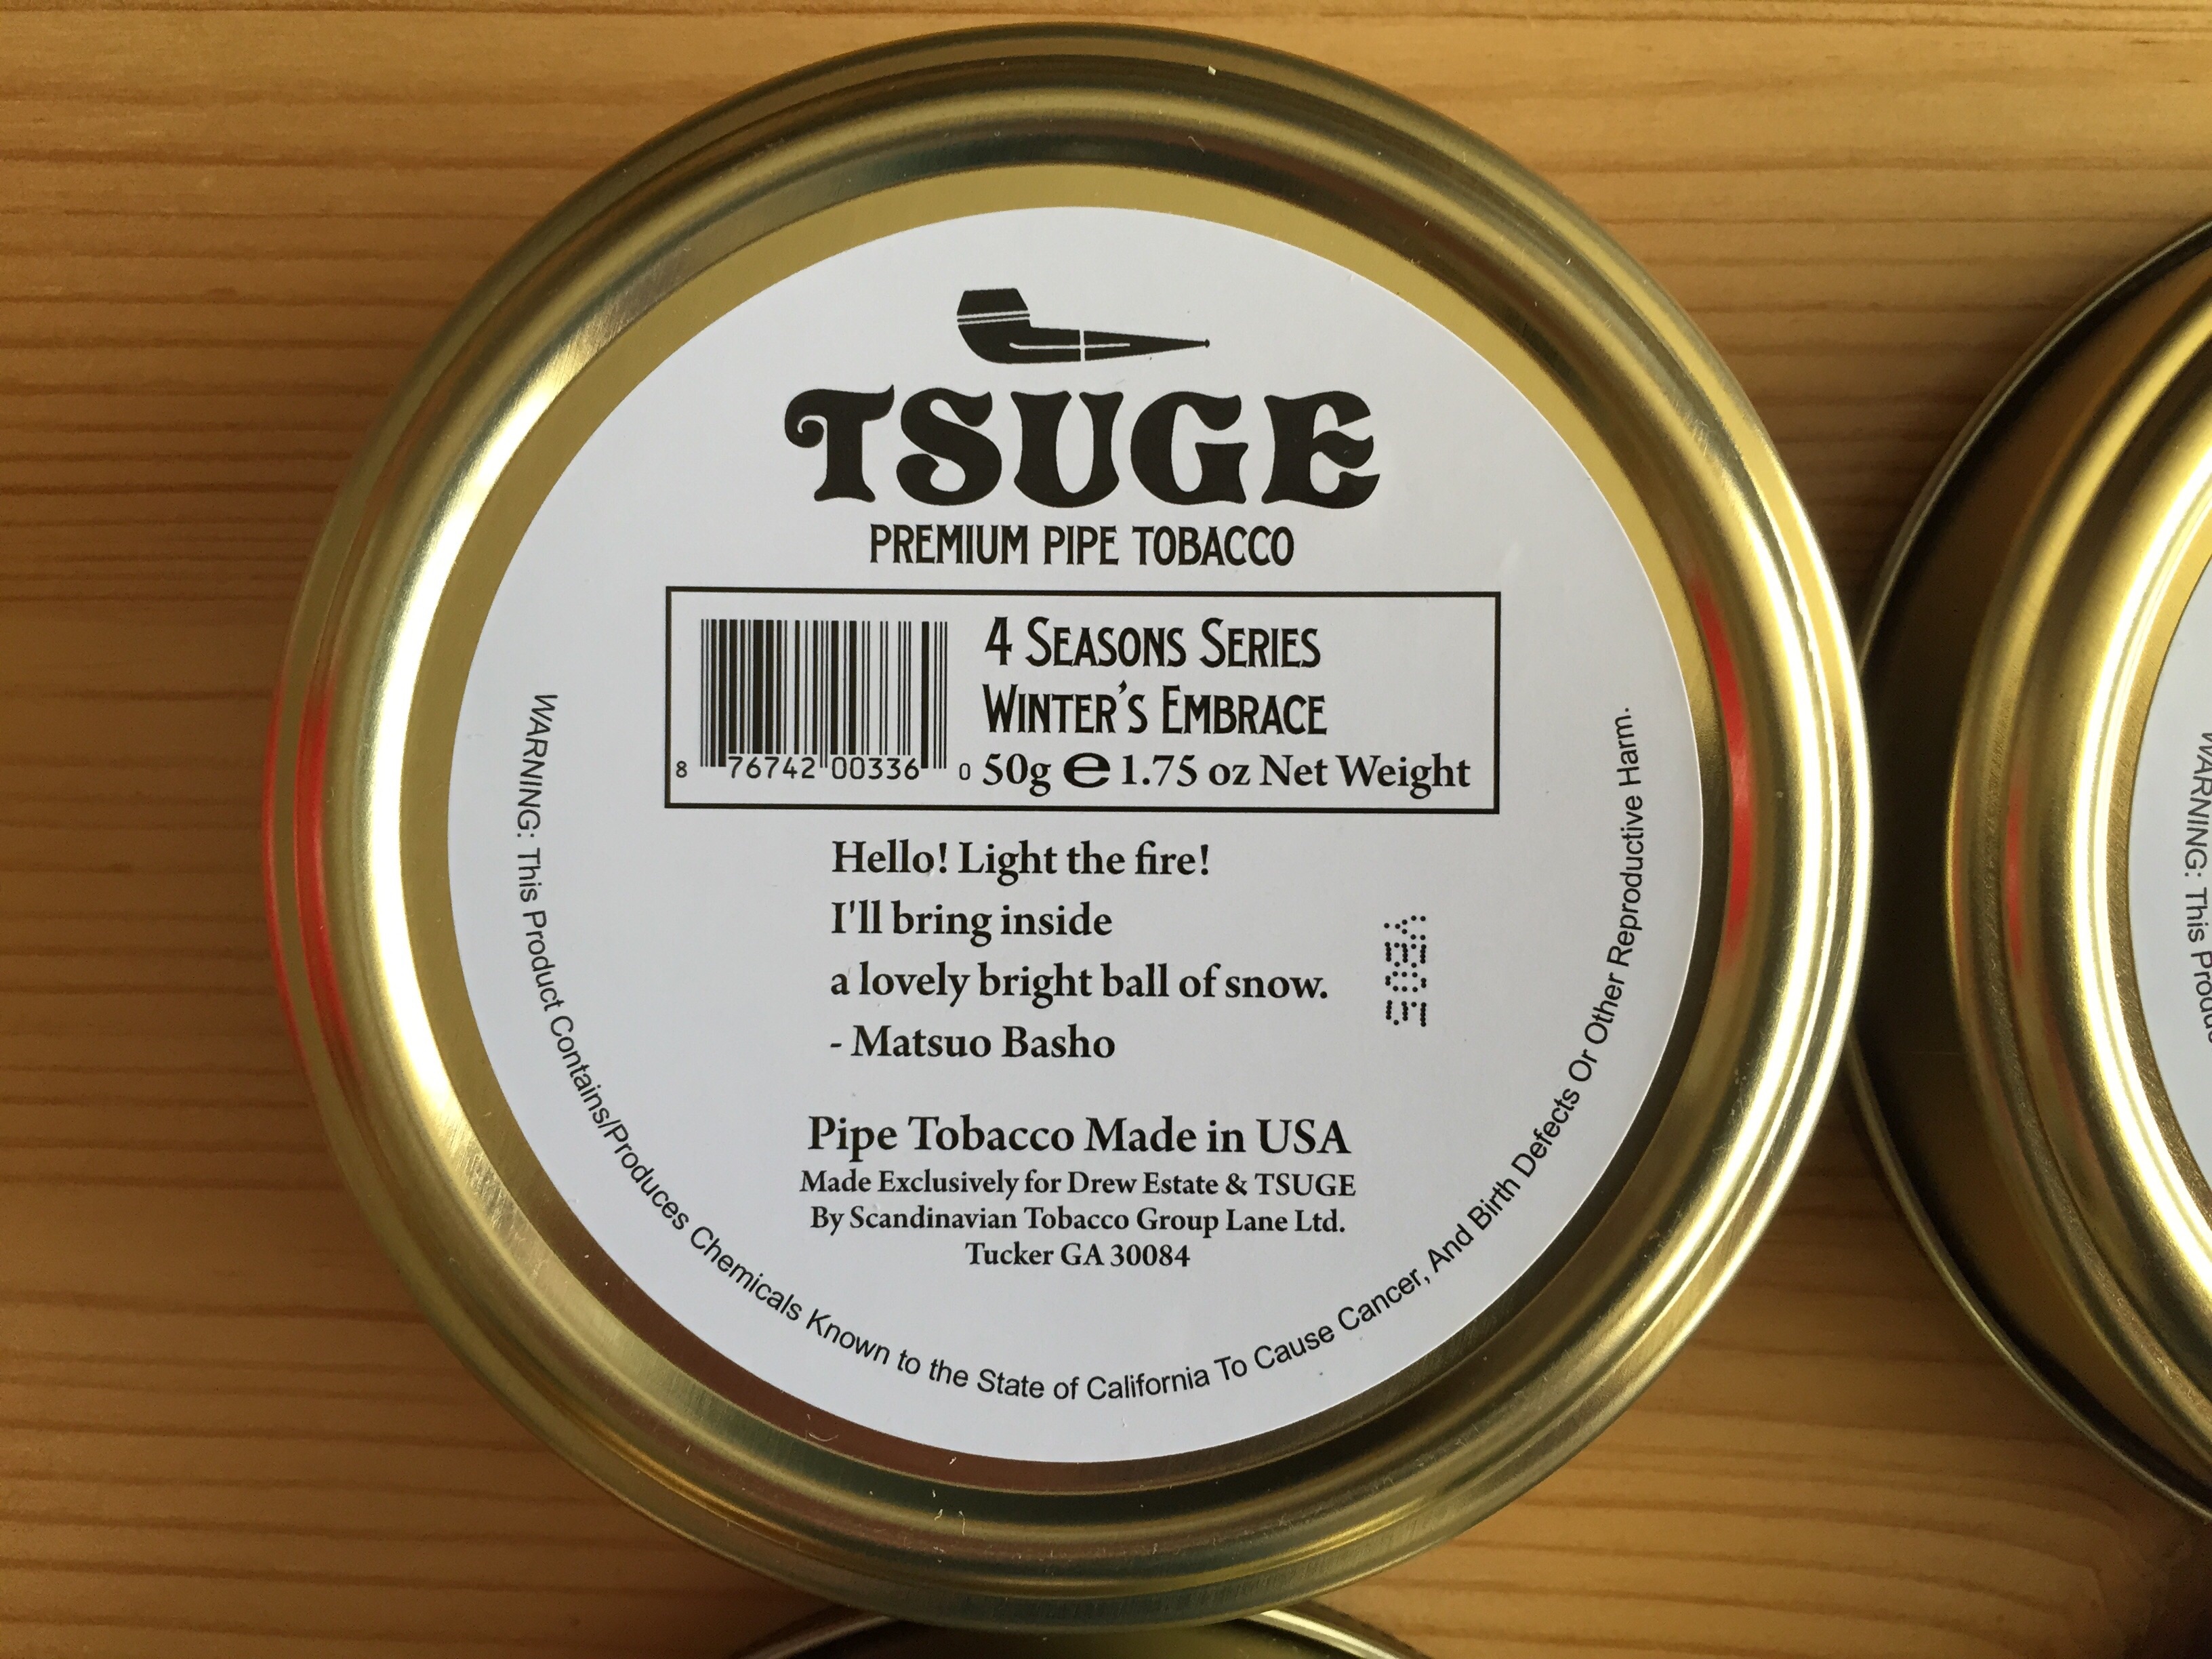 TSUGE
PREMIUM PIPE TOBACCO
4 SEASONS SERIES
WINTER'S EMBRACE
50g e 1.75 oz Net Weight
8 76742 00336 0
Hello! Light the fire!
I'll bring inside
a lovely bright ball of snow.
- Matsuo Basho
Pipe Tobacco Made in USA
Made Exclusively for Drew Estate & TSUGE
By Scandinavian Tobacco Group Lane Ltd.
Tucker GA 30084
WARNING: This Product Contains/Produces Chemicals Known to the State of California To Cause Cancer, And Birth Defects Or Other Reproductive Harm.
WARNING: This